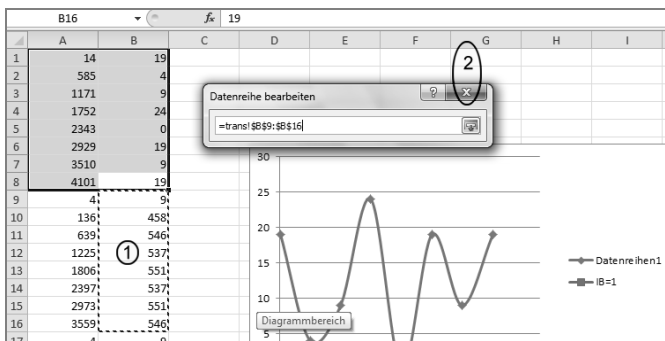 B16 fx 19
A B C D E F G H I
1 14 19
2 585 4
3 1171 9
4 1752 24
5 2343 0
6 2929 19
7 3510 9
8 4101 19
9 4 9
10 136 458
11 639 546
12 1225 537
13 1806 551
14 2397 537
15 2973 551
16 3559 546
17 4 9
1
2
Datenreihe bearbeiten ? x
=trans!$B$9:$B$16
30
25
20
15
10
5
Datenreihen1
IB=1
Diagrammbereich